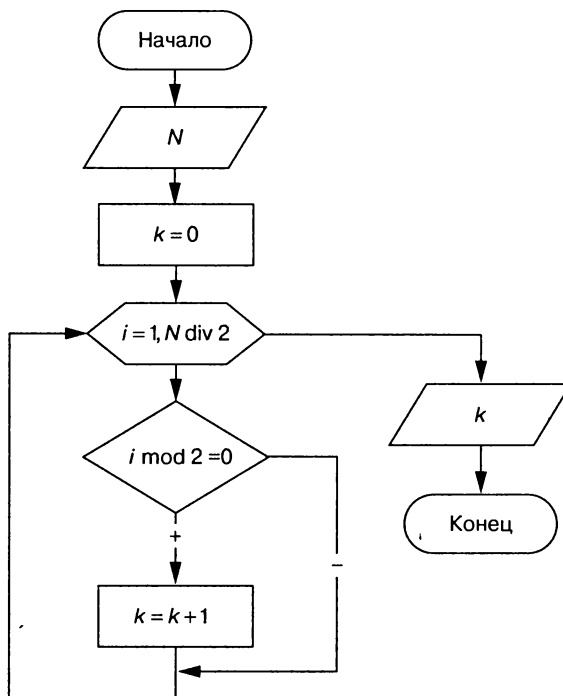 Начало
N
k = 0
i = 1, N div 2
k
i mod 2 =0
Конец
+
–
k = k + 1